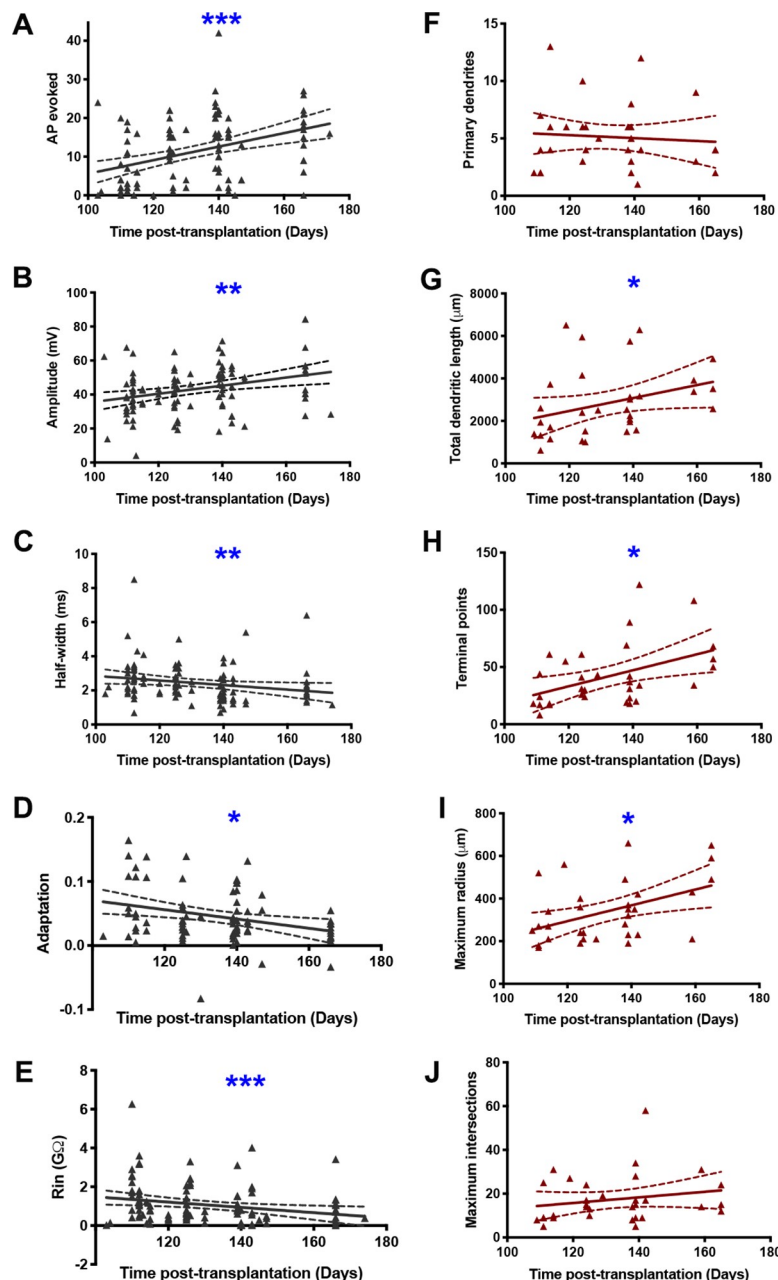 A
***
AP evoked
40
30
20
10
0
100 120 140 160 180
Time post-transplantation (Days)
F
Primary dendrites
15
10
5
0
100 120 140 160 180
Time post-transplantation (Days)
B
**
Amplitude (mV)
100
80
60
40
20
0
100 120 140 160 180
Time post-transplantation (Days)
G
*
Total dendritic length (μm)
8000
6000
4000
2000
0
100 120 140 160 180
Time post-transplantation (Days)
C
**
Half-width (ms)
10
8
6
4
2
0
100 120 140 160 180
Time post-transplantation (Days)
H
*
Terminal points
150
100
50
0
100 120 140 160 180
Time post-transplantation (Days)
D
*
Adaptation
0.2
0.1
0.0
-0.1
100 120 140 160 180
Time post-transplantation (Days)
I
*
Maximum radius (μm)
800
600
400
200
0
100 120 140 160 180
Time post-transplantation (Days)
E
***
Rin (GΩ)
8
6
4
2
0
-2
100 120 140 160 180
Time post-transplantation (Days)
J
Maximum intersections
80
60
40
20
0
100 120 140 160 180
Time post-transplantation (Days)